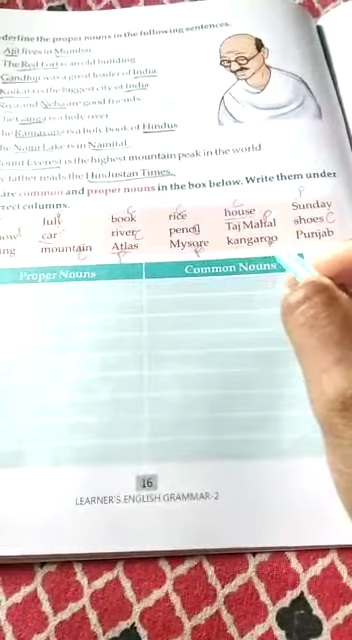 derline the proper nouns in the following sentences.
Ajit lives in Mumbai
The Red Fort is an old building
Gandhiji was a great leader of India
Kolkata is the biggest city of India
Riya and Neha are good friends.
he Ganga is a holy river
he Ramayana is a holy book of Hindus
he Naini Lake is in Nainital.
ount Everest is the highest mountain peak in the world
y father reads the Hindustan Times.
are common and proper nouns in the box below. Write them under
rrect columns.
July book rice house Sunday
car river pencil Taj Mahal shoes
mountain Atlas Mysore kangaroo Punjab
Proper Nouns Common Nouns
16
LEARNER'S ENGLISH GRAMMAR-2